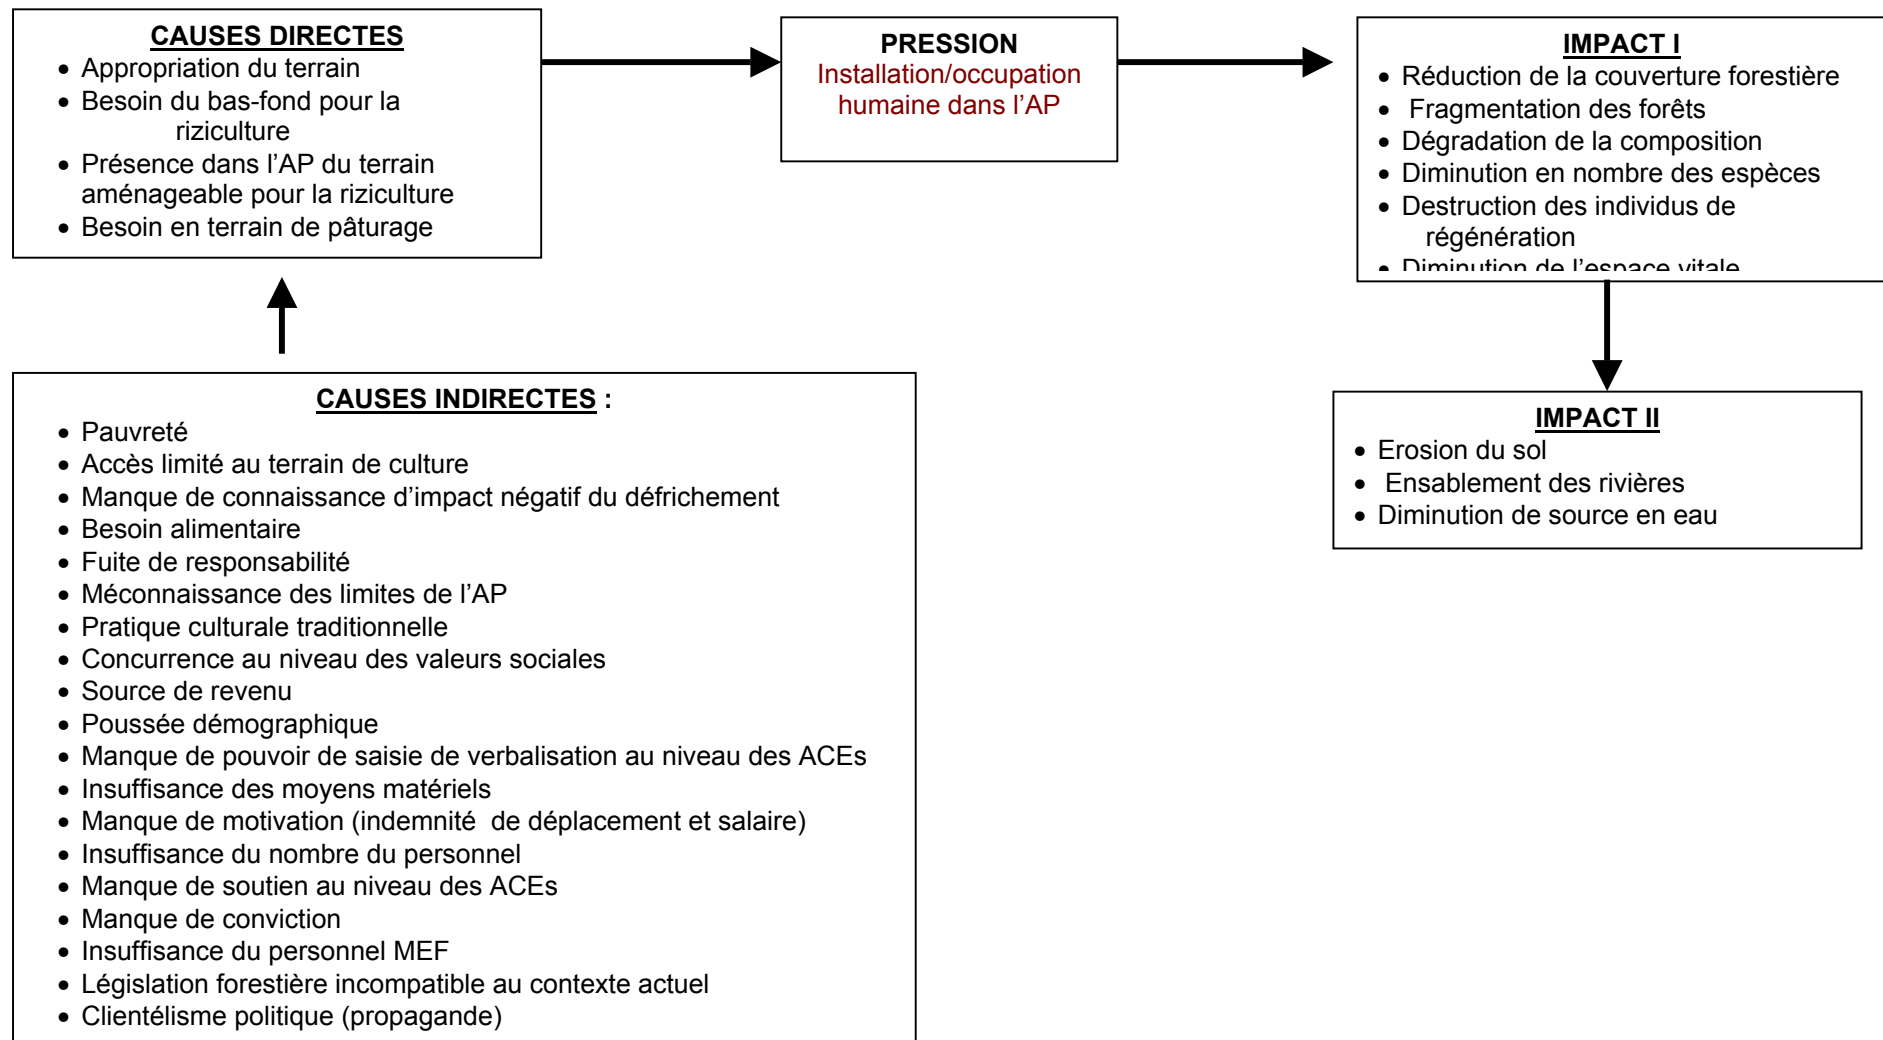 CAUSES DIRECTES
• Appropriation du terrain
• Besoin du bas-fond pour la
riziculture
• Présence dans l'AP du terrain
aménageable pour la riziculture
• Besoin en terrain de pâturage
PRESSION
Installation/occupation
humaine dans l'AP
IMPACT I
• Réduction de la couverture forestière
• Fragmentation des forêts
• Dégradation de la composition
• Diminution en nombre des espèces
• Destruction des individus de
régénération
• Diminution de l'espace vitale
CAUSES INDIRECTES :
• Pauvreté
• Accès limité au terrain de culture
• Manque de connaissance d'impact négatif du défrichement
• Besoin alimentaire
• Fuite de responsabilité
• Méconnaissance des limites de l'AP
• Pratique culturale traditionnelle
• Concurrence au niveau des valeurs sociales
• Source de revenu
• Poussée démographique
• Manque de pouvoir de saisie de verbalisation au niveau des ACEs
• Insuffisance des moyens matériels
• Manque de motivation (indemnité de déplacement et salaire)
• Insuffisance du nombre du personnel
• Manque de soutien au niveau des ACEs
• Manque de conviction
• Insuffisance du personnel MEF
• Législation forestière incompatible au contexte actuel
• Clientélisme politique (propagande)
IMPACT II
• Erosion du sol
• Ensablement des rivières
• Diminution de source en eau